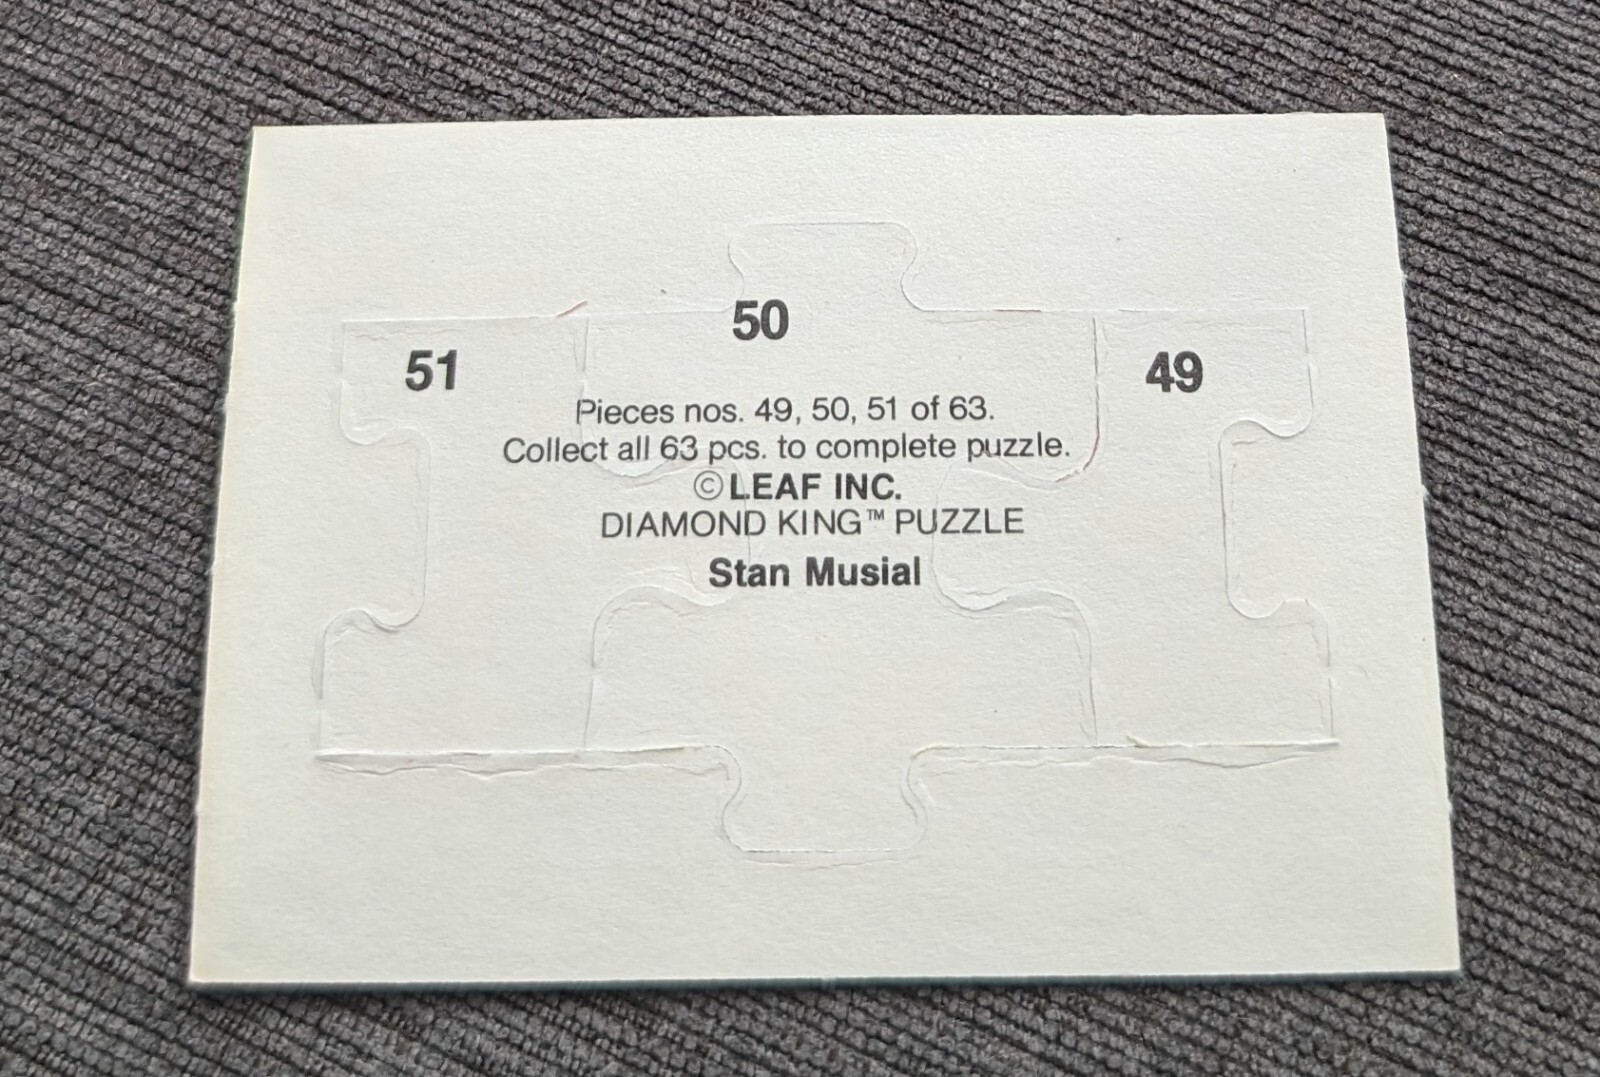 50
51
49
Pieces nos. 49, 50, 51 of 63.
Collect all 63 pcs. to complete puzzle.
© LEAF INC.
DIAMOND KING™ PUZZLE
Stan Musial